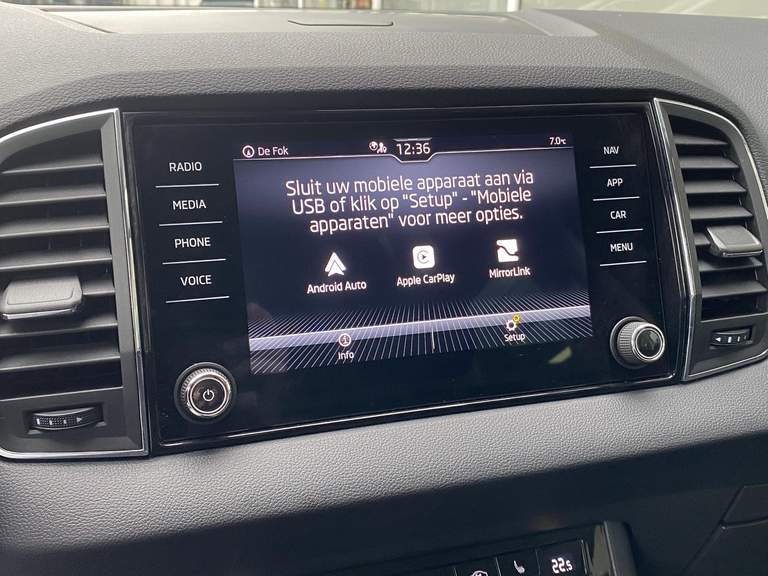 De Fok 12:36 7.0°C
RADIO
MEDIA
PHONE
VOICE
Sluit uw mobiele apparaat aan via
USB of klik op "Setup" - "Mobiele
apparaten" voor meer opties.
Android Auto Apple CarPlay MirrorLink
Info Setup
NAV
APP
CAR
MENU
22.5